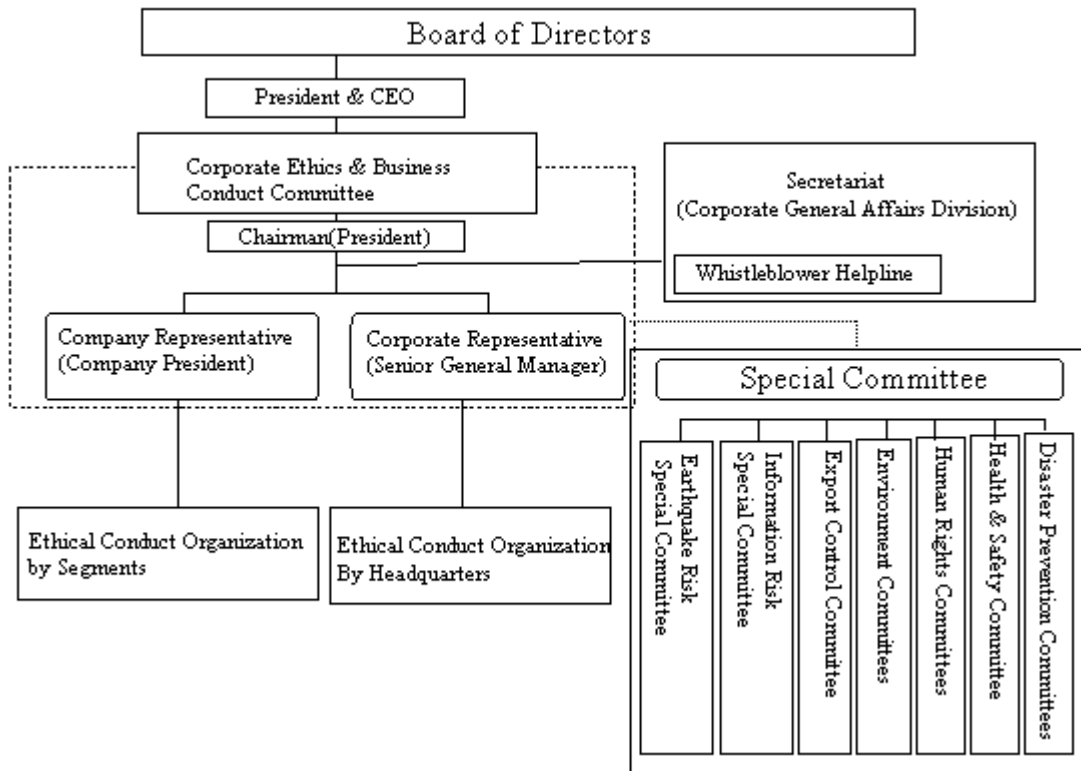 Board of Directors
President & CEO
Corporate Ethics & Business
Conduct Committee
Chairman(President)
Secretariat
(Corporate General Affairs Division)
Whistleblower Helpline
Company Representative
(Company President)
Corporate Representative
(Senior General Manager)
Special Committee
Earthquake Risk
Special Committee
Information Risk
Special Committee
Export Control Committee
Environment Committees
Human Rights Committees
Health & Safety Committee
Disaster Prevention Committees
Ethical Conduct Organization
by Segments
Ethical Conduct Organization
By Headquarters